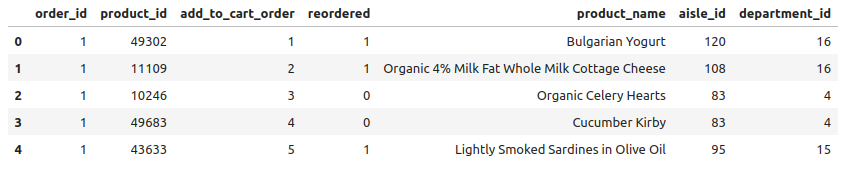 order_id product_id add_to_cart_order reordered product_name aisle_id department_id
0 1 49302 1 1 Bulgarian Yogurt 120 16
1 1 11109 2 1 Organic 4% Milk Fat Whole Milk Cottage Cheese 108 16
2 1 10246 3 0 Organic Celery Hearts 83 4
3 1 49683 4 0 Cucumber Kirby 83 4
4 1 43633 5 1 Lightly Smoked Sardines in Olive Oil 95 15